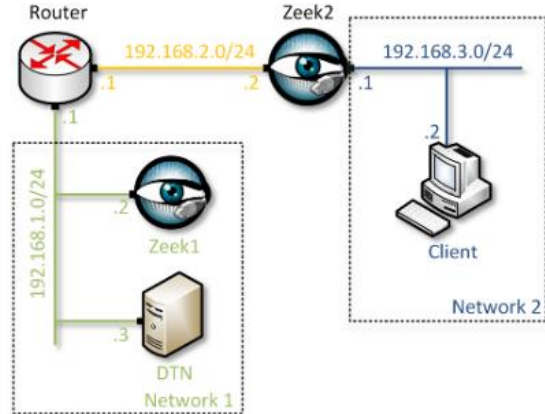 Router
Zeek2
192.168.2.0/24
192.168.3.0/24
.1
.2
.1
.1
192.168.1.0/24
.2
Zeek1
.2
Client
.3
DTN
Network 1
Network 2